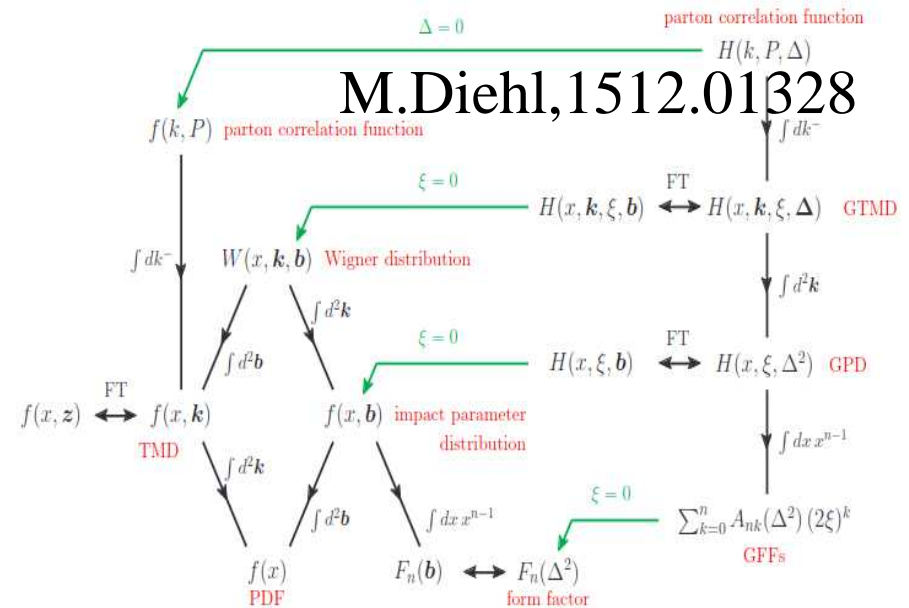 parton correlation function
Δ = 0
H(k, P, Δ)
M.Diehl,1512.01328
f(k, P) parton correlation function
∫ dk⁻
ξ = 0
FT
H(x, k, ξ, b) H(x, k, ξ, Δ) GTMD
∫ dk⁻ W(x, k, b) Wigner distribution
∫ d²k
∫ d²k
ξ = 0
FT
∫ d²b
H(x, ξ, b) H(x, ξ, Δ²) GPD
FT
f(x, z) f(x, k) f(x, b) impact parameter
distribution
TMD
∫ dx xⁿ⁻¹
∫ d²k
ξ = 0
∫ d²b ∫ dx xⁿ⁻¹
∑ⁿₖ₌₀ Aₙₖ(Δ²) (2ξ)ᵏ
GFFs
f(x) Fₙ(b) Fₙ(Δ²)
PDF form factor